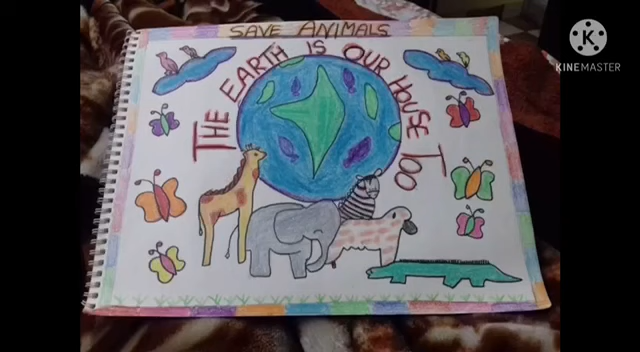 SAVE ANIMALS
THE EARTH IS OUR HOUSE TOO
KINEMASTER